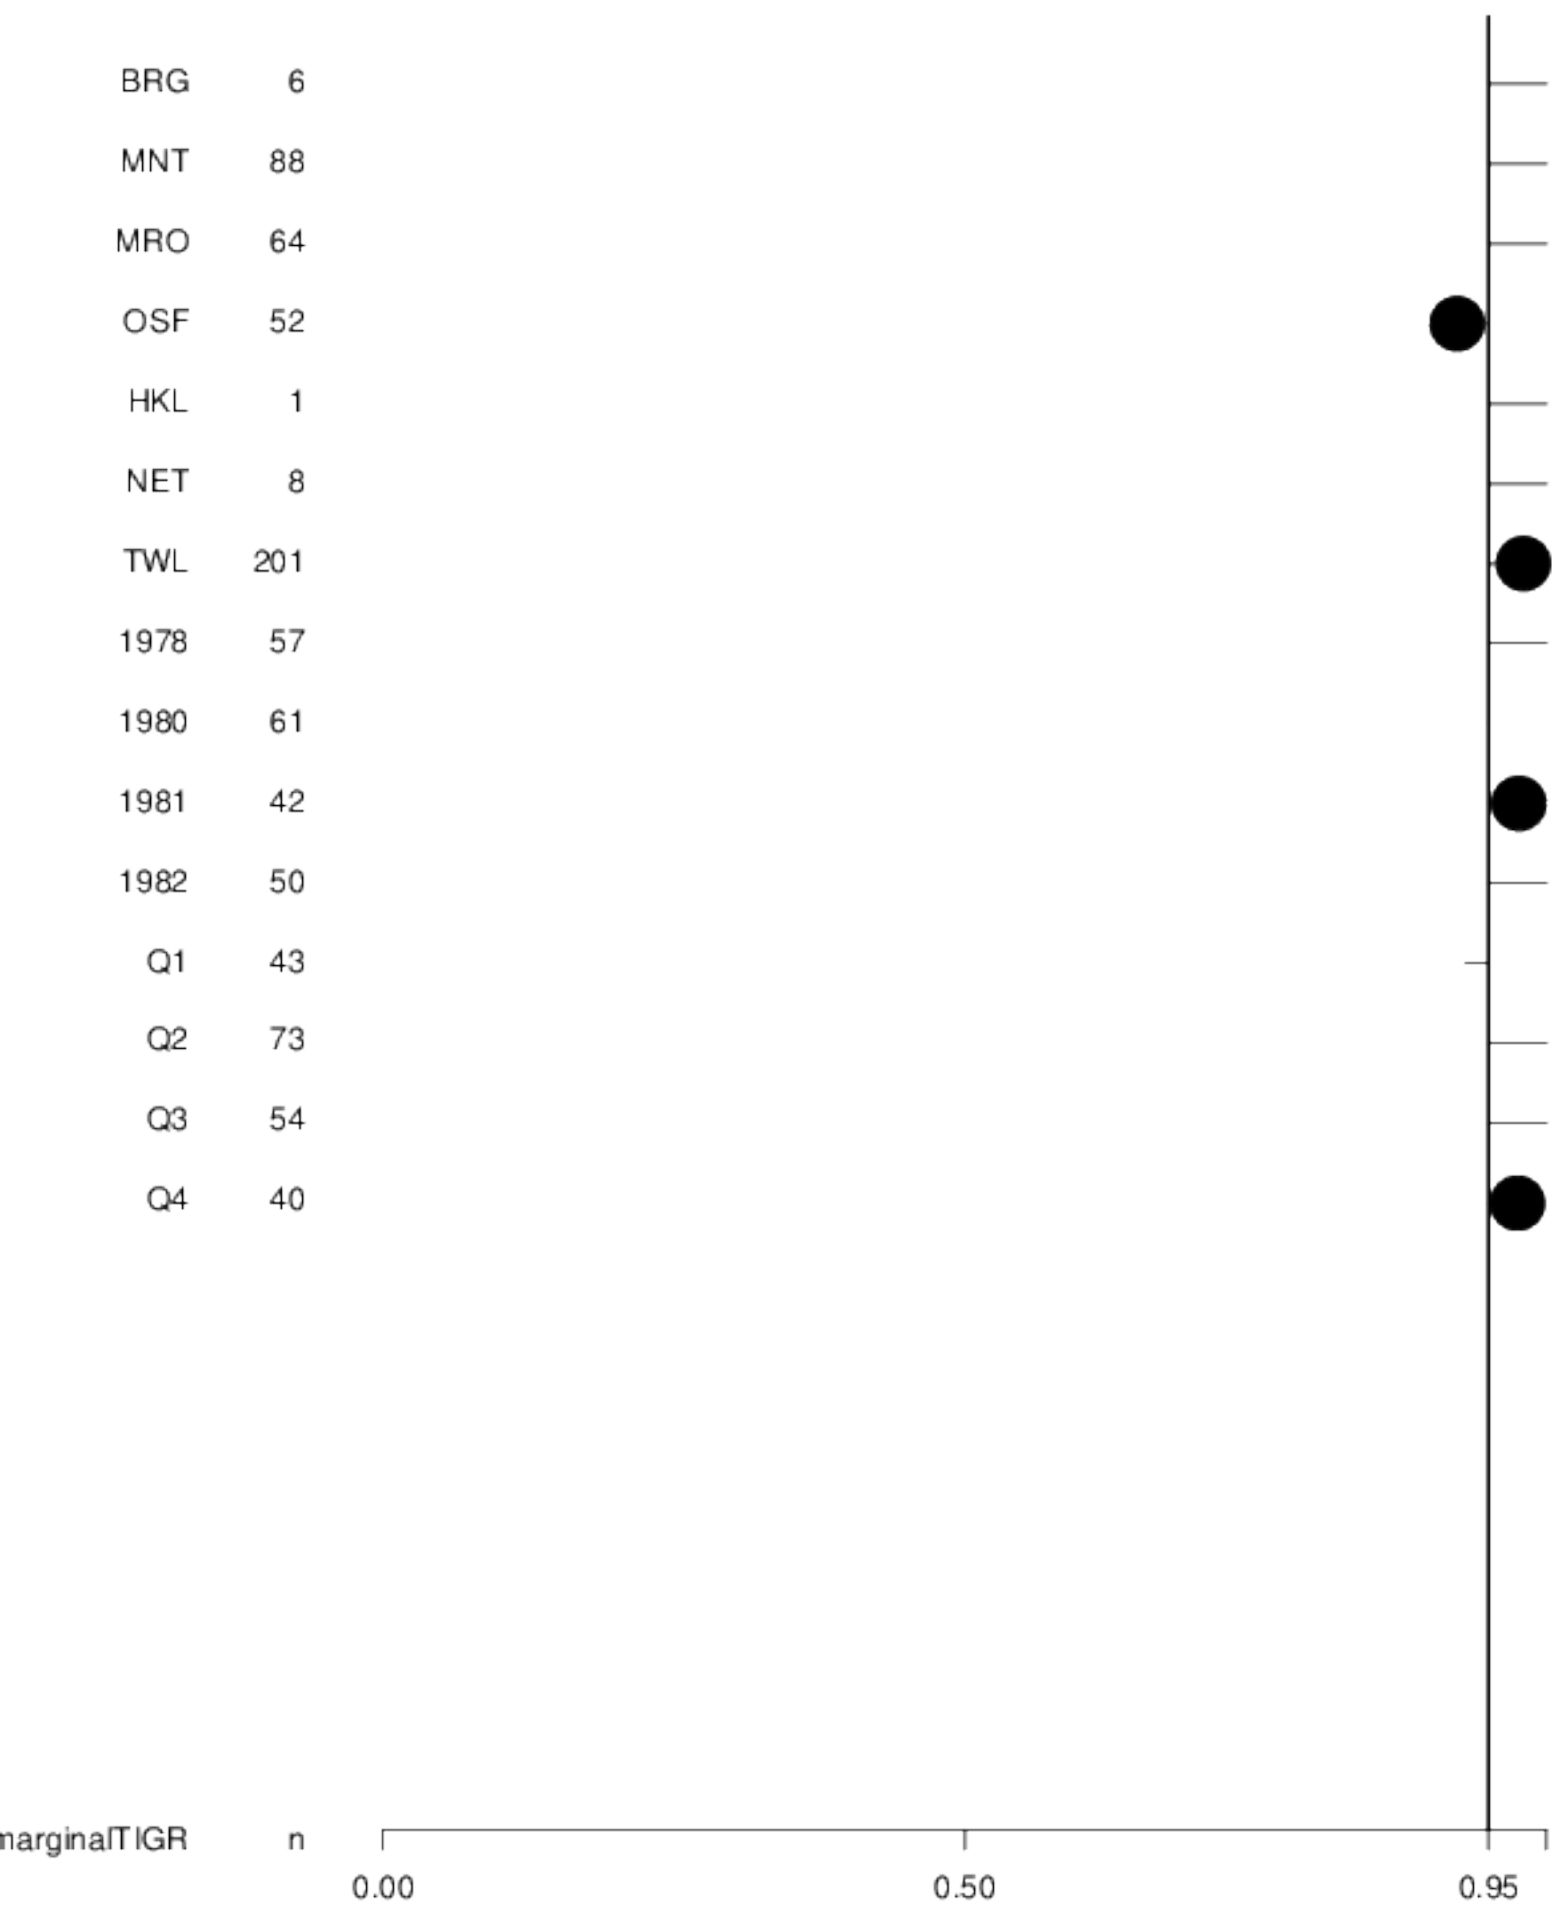 BRG 6
MNT 88
MRO 64
OSF 52
HKL 1
NET 8
TWL 201
1978 57
1980 61
1981 42
1982 50
Q1 43
Q2 73
Q3 54
Q4 40
marginalTIGR n
0.00 0.50 0.95